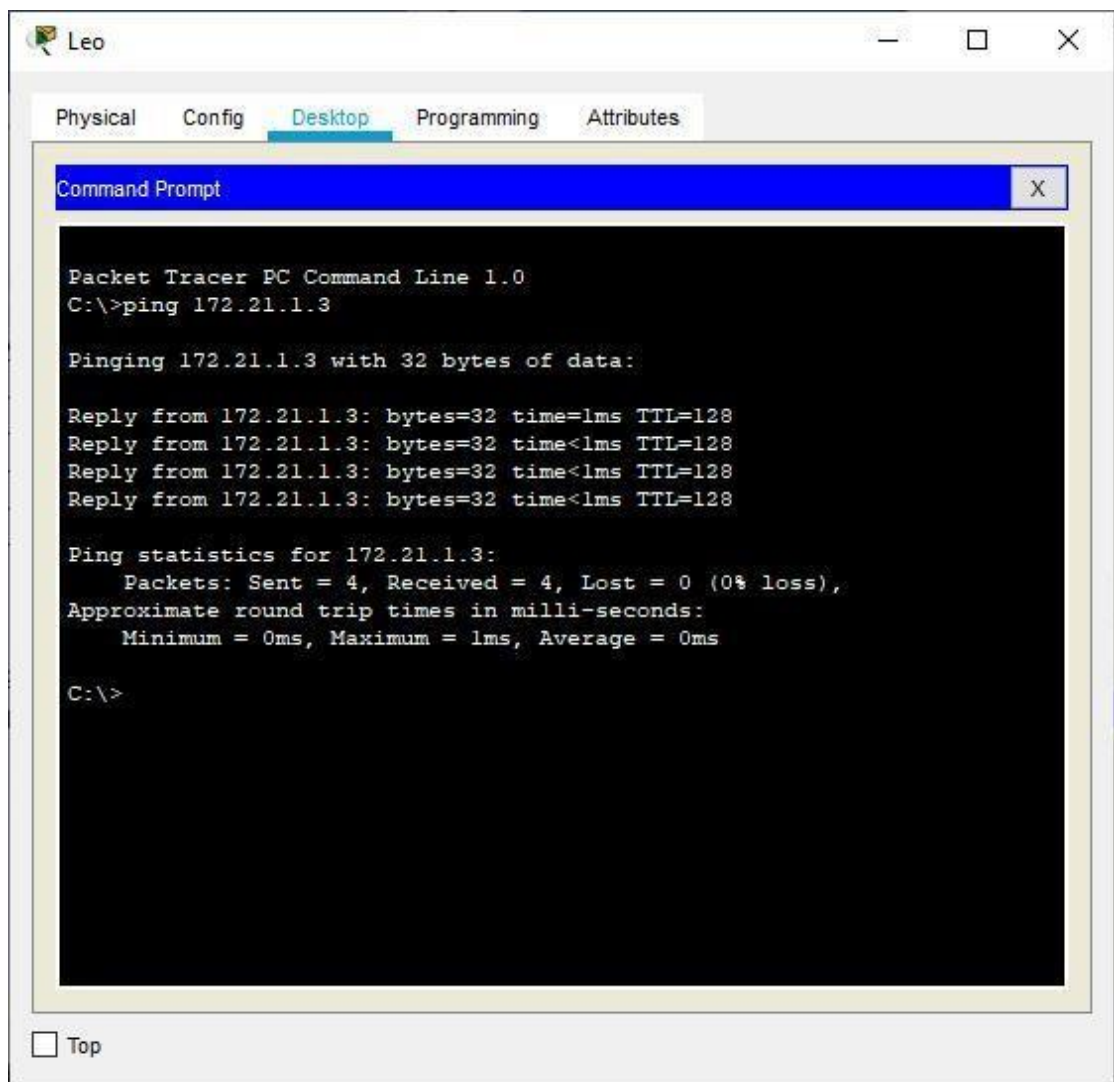 Leo
Physical Config Desktop Programming Attributes
Command Prompt X
Packet Tracer PC Command Line 1.0
C:\>ping 172.21.1.3
Pinging 172.21.1.3 with 32 bytes of data:
Reply from 172.21.1.3: bytes=32 time=1ms TTL=128
Reply from 172.21.1.3: bytes=32 time<1ms TTL=128
Reply from 172.21.1.3: bytes=32 time<1ms TTL=128
Reply from 172.21.1.3: bytes=32 time<1ms TTL=128
Ping statistics for 172.21.1.3:
Packets: Sent = 4, Received = 4, Lost = 0 (0% loss),
Approximate round trip times in milli-seconds:
Minimum = 0ms, Maximum = 1ms, Average = 0ms
C:\>
Top